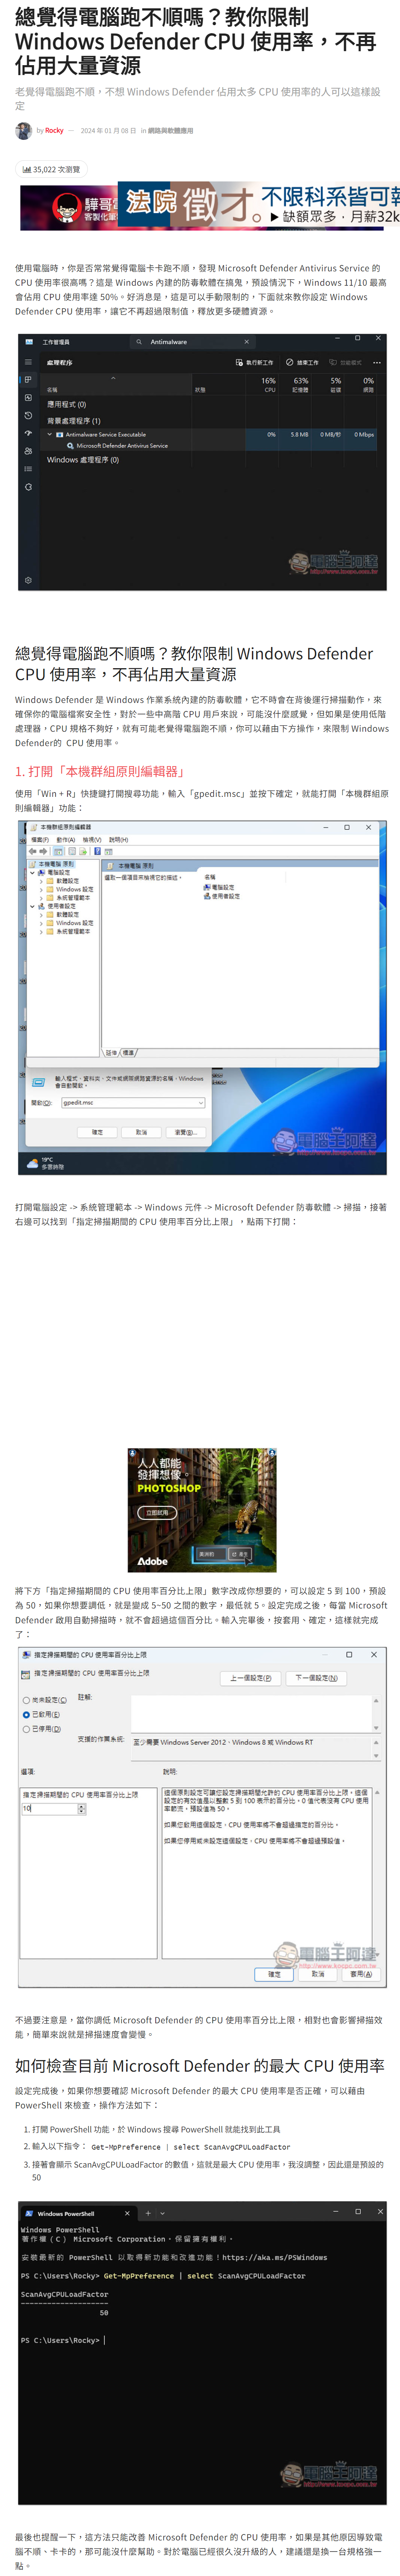 總覺得電腦跑不順嗎？教你限制
Windows Defender CPU 使用率，不再
佔用大量資源
老覺得電腦跑不順，不想 Windows Defender 佔用太多 CPU 使用率的人可以這樣設
定
by Rocky — 2024 年 01 月 08 日 in 網路與軟體應用
35,022 次瀏覽
法院 徵才。 不限科系皆可報
▶缺額眾多，月薪32k
使用電腦時，你是否常常覺得電腦卡卡跑不順，發現 Microsoft Defender Antivirus Service 的
CPU 使用率很高嗎？這是 Windows 內建的防毒軟體在搞鬼，預設情況下，Windows 11/10 最高
會佔用 CPU 使用率達 50%。好消息是，這是可以手動限制的，下面就來教你設定 Windows
Defender CPU 使用率，讓它不再超過限制值，釋放更多硬體資源。
工作管理員
Antimalware
處理程序
執行新工作
結束工作
效能模式
16% 63% 5% 0%
名稱 狀態 CPU 記憶體 磁碟 網路
應用程式 (0)
背景處理程序 (1)
Antimalware Service Executable 0% 5.8 MB 0 MB/秒 0 Mbps
Microsoft Defender Antivirus Service
Windows 處理程序 (0)
電腦王阿達
http://www.kocpc.com.tw
總覺得電腦跑不順嗎？教你限制 Windows Defender
CPU 使用率，不再佔用大量資源
Windows Defender 是 Windows 作業系統內建的防毒軟體，它不時會在背後運行掃描動作，來
確保你的電腦檔案安全性，對於一些中高階 CPU 用戶來說，可能沒什麼感覺，但如果是使用低階
處理器，CPU 規格不夠好，就有可能老覺得電腦跑不順，你可以藉由下方操作，來限制 Windows
Defender的 CPU 使用率。
1. 打開「本機群組原則編輯器」
使用「Win + R」快捷鍵打開搜尋功能，輸入「gpedit.msc」並按下確定，就能打開「本機群組原
則編輯器」功能：
本機群組原則編輯器
檔案(F) 動作(A) 檢視(V) 說明(H)
本機電腦 原則
電腦設定
軟體設定
Windows 設定
系統管理範本
使用者設定
軟體設定
Windows 設定
系統管理範本
本機電腦 原則
選取一個項目來檢視它的描述。
名稱
電腦設定
使用者設定
延伸 標準
輸入程式、資料夾、文件或網際網路資源的名稱，Windows
會自動開啟。
開啟(O): gpedit.msc
確定 取消 瀏覽(B)...
19°C
多雲時晴
電腦王阿達
http://www.kocpc.com.tw
打開電腦設定 -> 系統管理範本 -> Windows 元件 -> Microsoft Defender 防毒軟體 -> 掃描，接著
右邊可以找到「指定掃描期間的 CPU 使用率百分比上限」，點兩下打開：
人人都能
發揮想像。
PHOTOSHOP
立即試用
Adobe
將下方「指定掃描期間的 CPU 使用率百分比上限」數字改成你想要的，可以設定 5 到 100，預設
為 50，如果你想要調低，就是變成 5~50 之間的數字，最低就 5。設定完成之後，每當 Microsoft
Defender 啟用自動掃描時，就不會超過這個百分比。輸入完畢後，按套用、確定，這樣就完成
了：
指定掃描期間的 CPU 使用率百分比上限
指定掃描期間的 CPU 使用率百分比上限
上一個設定(P) 下一個設定(N)
尚未設定(C)
註解:
已啟用(E)
已停用(D)
支援的作業系統:
至少需要 Windows Server 2012、Windows 8 或 Windows RT
選項:
說明:
指定掃描期間的 CPU 使用率百分比上限
10
這個原則設定可讓您設定掃描期間允許的 CPU 使用率百分比上限。這個
設定的有效值是以整數 5 到 100 表示的百分比。0 值代表沒有 CPU 使用
率節流。預設值為 50。
如果您啟用這個設定，CPU 使用率將不會超過指定的百分比。
如果您停用或未設定這個設定，CPU 使用率將不會超過預設值。
電腦王阿達
http://www.kocpc.com.tw
確定 取消 套用(A)
不過要注意是，當你調低 Microsoft Defender 的 CPU 使用率百分比上限，相對也會影響掃描效
能，簡單來說就是掃描速度會變慢。
如何檢查目前 Microsoft Defender 的最大 CPU 使用率
設定完成後，如果你想要確認 Microsoft Defender 的最大 CPU 使用率是否正確，可以藉由
PowerShell 來檢查，操作方法如下：
1. 打開 PowerShell 功能，於 Windows 搜尋 PowerShell 就能找到此工具
2. 輸入以下指令： Get-MpPreference | select ScanAvgCPULoadFactor
3. 接著會顯示 ScanAvgCPULoadFactor 的數值，這就是最大 CPU 使用率，我沒調整，因此還是預設的
50
Windows PowerShell
Windows PowerShell
著作權 (C) Microsoft Corporation。保留擁有權利。
安裝最新的 PowerShell 以取得新功能和改進功能！https://aka.ms/PSWindows
PS C:\Users\Rocky> Get-MpPreference | select ScanAvgCPULoadFactor
ScanAvgCPULoadFactor
--------------------
50
PS C:\Users\Rocky>
電腦王阿達
http://www.kocpc.com.tw
最後也提醒一下，這方法只能改善 Microsoft Defender 的 CPU 使用率，如果是其他原因導致電
腦不順、卡卡的，那可能沒什麼幫助。對於電腦已經很久沒升級的人，建議還是換一台規格強一
點。